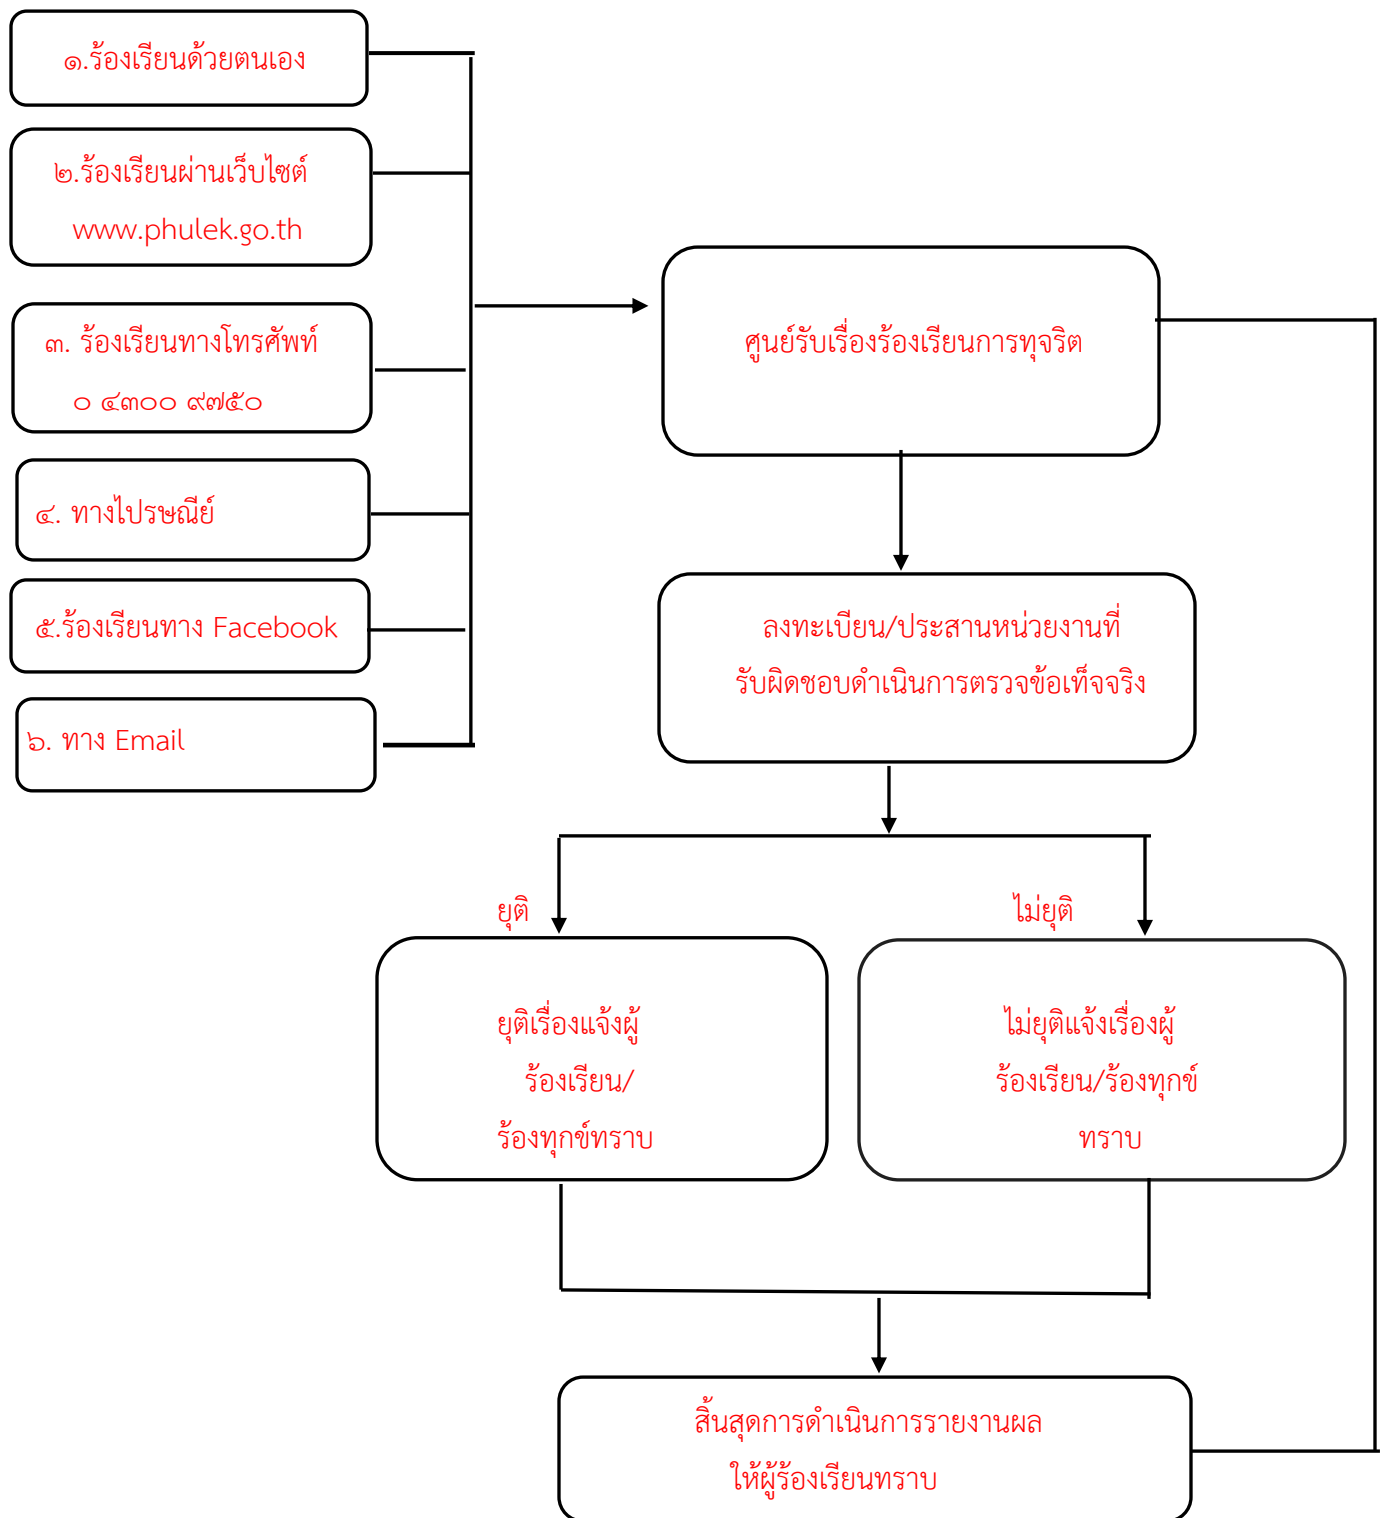 ๑.ร้องเรียนด้วยตนเอง
๒.ร้องเรียนผ่านเว็บไซต์
www.phulek.go.th
๓. ร้องเรียนทางโทรศัพท์
๐ ๔๓๐๐ ๙๗๕๐
๔. ทางไปรษณีย์
๕.ร้องเรียนทาง Facebook
๖. ทาง Email
ศูนย์รับเรื่องร้องเรียนการทุจริต
ลงทะเบียน/ประสานหน่วยงานที่
รับผิดชอบดำเนินการตรวจข้อเท็จจริง
ยุติ
ไม่ยุติ
ยุติเรื่องแจ้งผู้
ร้องเรียน/
ร้องทุกข์ทราบ
ไม่ยุติแจ้งเรื่องผู้
ร้องเรียน/ร้องทุกข์
ทราบ
สิ้นสุดการดำเนินการรายงานผล
ให้ผู้ร้องเรียนทราบ